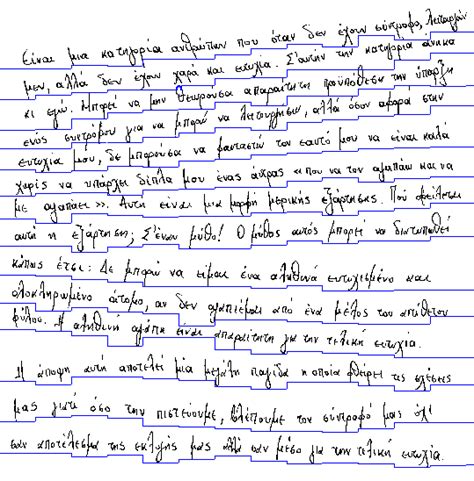 Είναι μια κατηγορία ανθρώπων που όταν δεν έχουν σύντροφο, λειτουργούν
μεν, αλλά δεν έχουν χαρά και ευτυχία. Σ'αυτήν την κατηγορία άνηκα
κι εγώ. Μπορεί να μην θεωρούσα απαραίτητη προϋπόθεση την ύπαρξη
ενός συντρόφου για να μπορώ να λειτουργήσω, αλλά όσον αφορά στην
ευτυχία μου, δε μπορούσα να φανταστώ τον εαυτό μου να είναι καλά
χωρίς να υπάρχει δίπλα μου ένας άντρας «που να τον αγαπάω και να
με αγαπάει». Αυτή είναι μια μορφή μερικής εξάρτησης. Πού οφείλεται
αυτή η εξάρτηση; Σ'έναν μύθο! Ο μύθος αυτός μπορεί να διατυπωθεί
κάπως έτσι: Δε μπορώ να είμαι ένα αληθινά ευτυχισμένο και
ολοκληρωμένο άτομο, αν δεν αγαπιέμαι από ένα μέλος του αντίθετου
φύλου. Η αληθινή αγάπη είναι απαραίτητη για την τελική ευτυχία.
Η άποψη αυτή αποτελεί μία μεγάλη παγίδα η οποία φθείρει τις σχέσεις
μας γιατί όσο την πιστεύουμε, βλέπουμε τον σύντροφό μας όχι
σαν αποτέλεσμα της εκλογής μας αλλά σαν μέσο για την τελική ευτυχία.